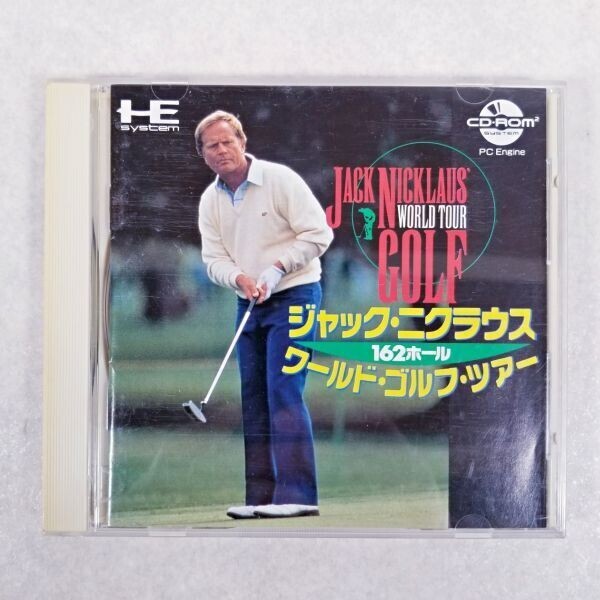 HE
system
CD-ROM²
SYSTEM
PC Engine
JACK NICKLAUS'
WORLD TOUR
GOLF
ジャック・ニクラウス
162ホール
ワールド・ゴルフ・ツアー